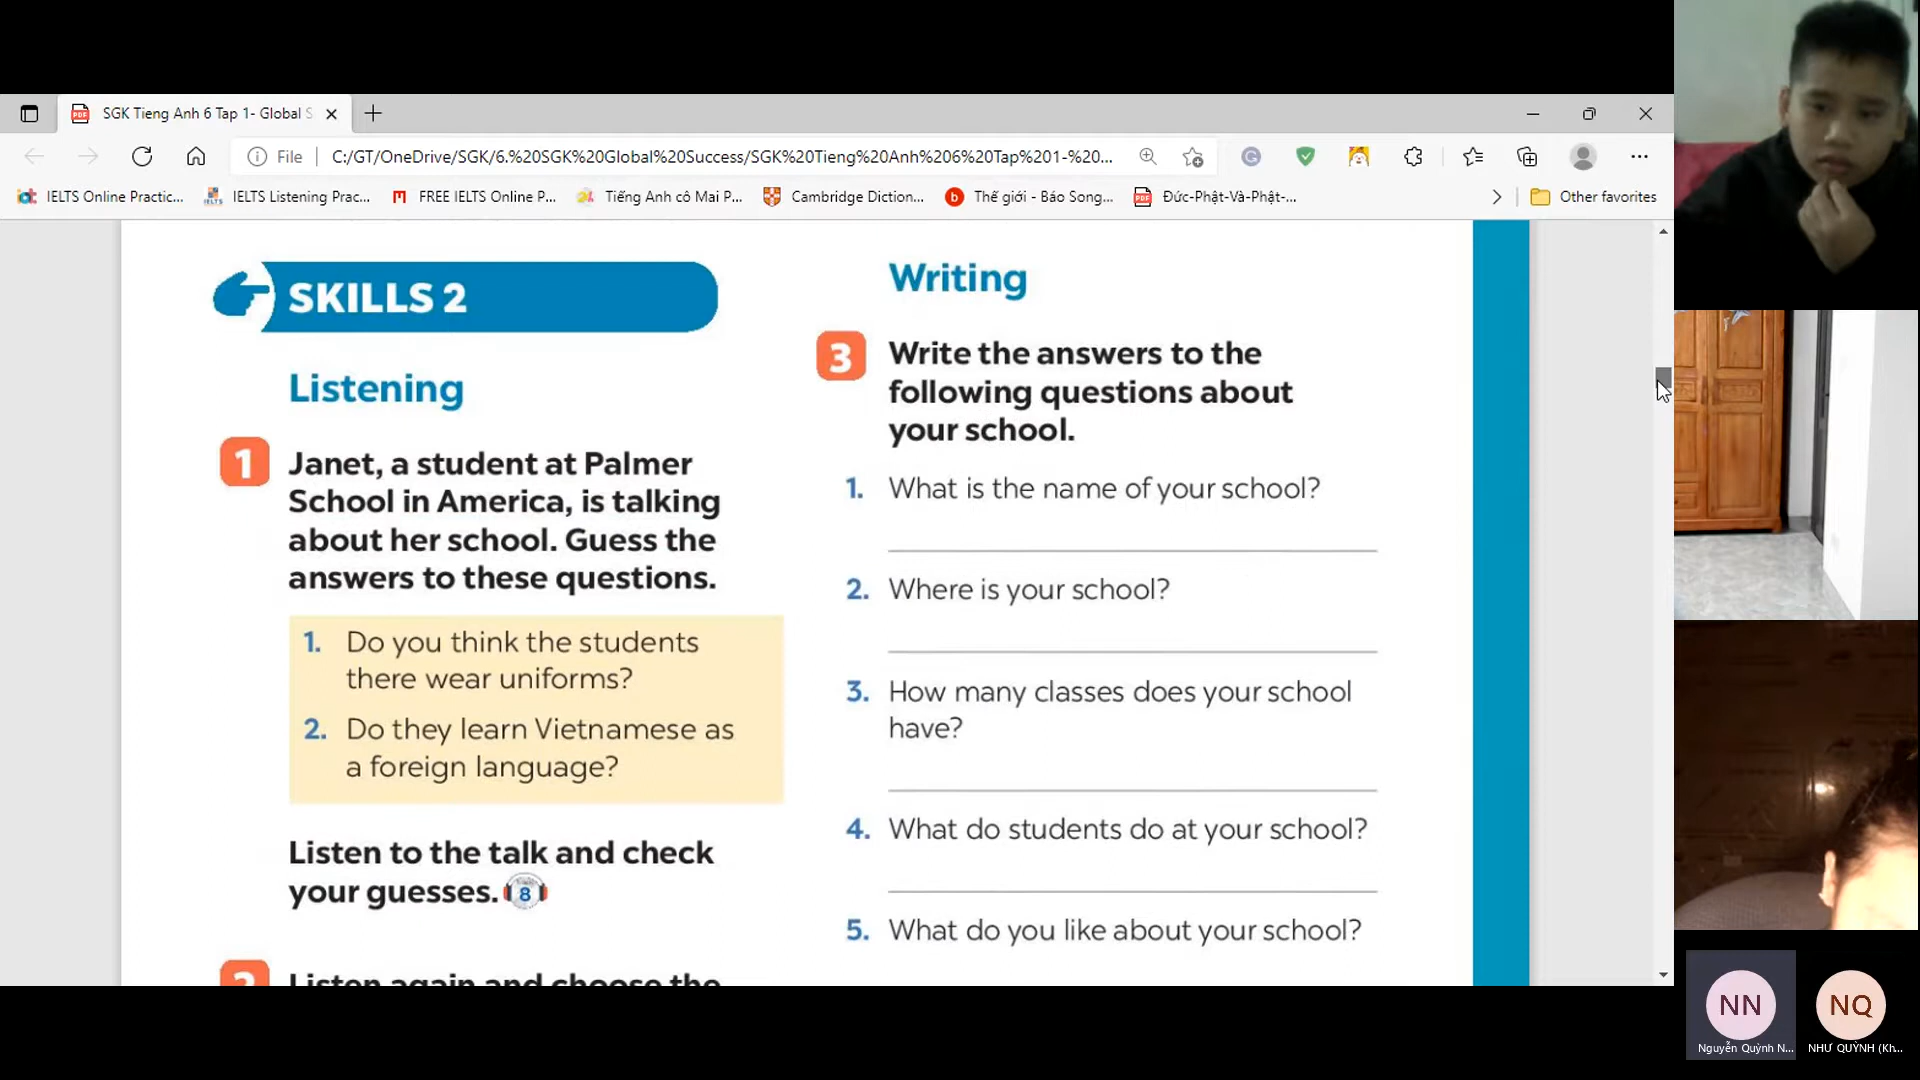 SGK Tieng Anh 6 Tap 1- Global S
File
C:/GT/OneDrive/SGK/6.%20SGK%20Global%20Success/SGK%20Tieng%20Anh%206%20Tap%201-%20...
IELTS Online Practic...
IELTS Listening Prac...
FREE IELTS Online P...
Tiếng Anh cô Mai P...
Cambridge Diction...
Thế giới - Báo Song...
Đức-Phật-Và-Phật-...
Other favorites
SKILLS 2
Listening
1
Janet, a student at Palmer
School in America, is talking
about her school. Guess the
answers to these questions.
1. Do you think the students
there wear uniforms?
2. Do they learn Vietnamese as
a foreign language?
Listen to the talk and check
your guesses. 8
2
Listen again and choose the
Writing
3
Write the answers to the
following questions about
your school.
1. What is the name of your school?
2. Where is your school?
3. How many classes does your school
have?
4. What do students do at your school?
5. What do you like about your school?
NN
Nguyễn Quỳnh N...
NQ
NHƯ QUỲNH (Kh...